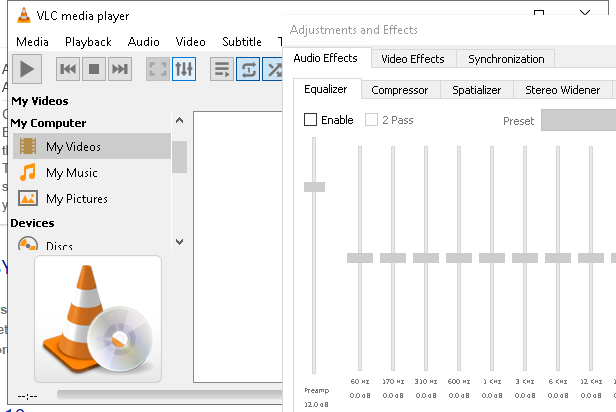 VLC media player
Adjustments and Effects
Media Playback Audio Video Subtitle T
Audio Effects Video Effects Synchronization
Equalizer Compressor Spatializer Stereo Widener
My Videos
Enable 2 Pass Preset
My Computer
My Videos
My Music
My Pictures
Devices
Discs
60 Hz 170 Hz 310 Hz 600 Hz 1 KHz 3 KHz 6 KHz 12 KHz
Preamp 0.0 dB 0.0 dB 0.0 dB 0.0 dB 0.0 dB 0.0 dB 0.0 dB 0.0
12.0 dB
--:--